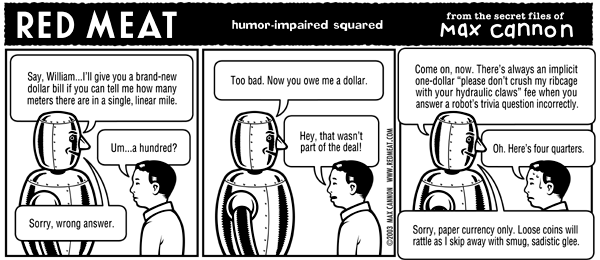 RED MEAT
humor-impaired squared
from the secret files of
Max cannon
Say, William...I'll give you a brand-new
dollar bill if you can tell me how many
meters there are in a single, linear mile.
Um...a hundred?
Sorry, wrong answer.
Too bad. Now you owe me a dollar.
Hey, that wasn't
part of the deal!
©2003 MAX CANNON WWW.REDMEAT.COM
Come on, now. There's always an implicit
one-dollar "please don't crush my ribcage
with your hydraulic claws" fee when you
answer a robot's trivia question incorrectly.
Oh. Here's four quarters.
Sorry, paper currency only. Loose coins will
rattle as I skip away with smug, sadistic glee.